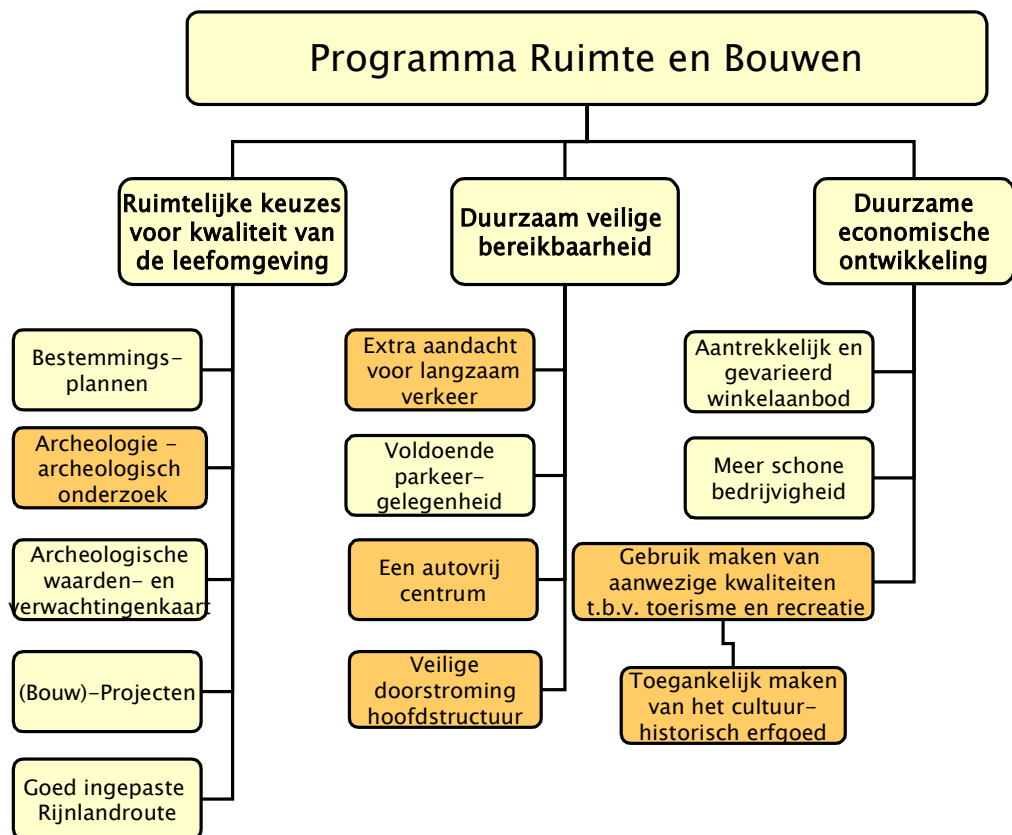 Programma Ruimte en Bouwen
Ruimtelijke keuzes
voor kwaliteit van
de leefomgeving
Bestemmings-
plannen
Archeologie –
archeologisch
onderzoek
Archeologische
waarden- en
verwachtingenkaart
(Bouw)-Projecten
Goed ingepaste
Rijnlandroute
Duurzaam veilige
bereikbaarheid
Extra aandacht
voor langzaam
verkeer
Voldoende
parkeer-
gelegenheid
Een autovrij
centrum
Veilige
doorstroming
hoofdstructuur
Duurzame
economische
ontwikkeling
Aantrekkelijk en
gevarieerd
winkelaanbod
Meer schone
bedrijvigheid
Gebruik maken van
aanwezige kwaliteiten
t.b.v. toerisme en recreatie
Toegankelijk maken
van het cultuur-
historisch erfgoed